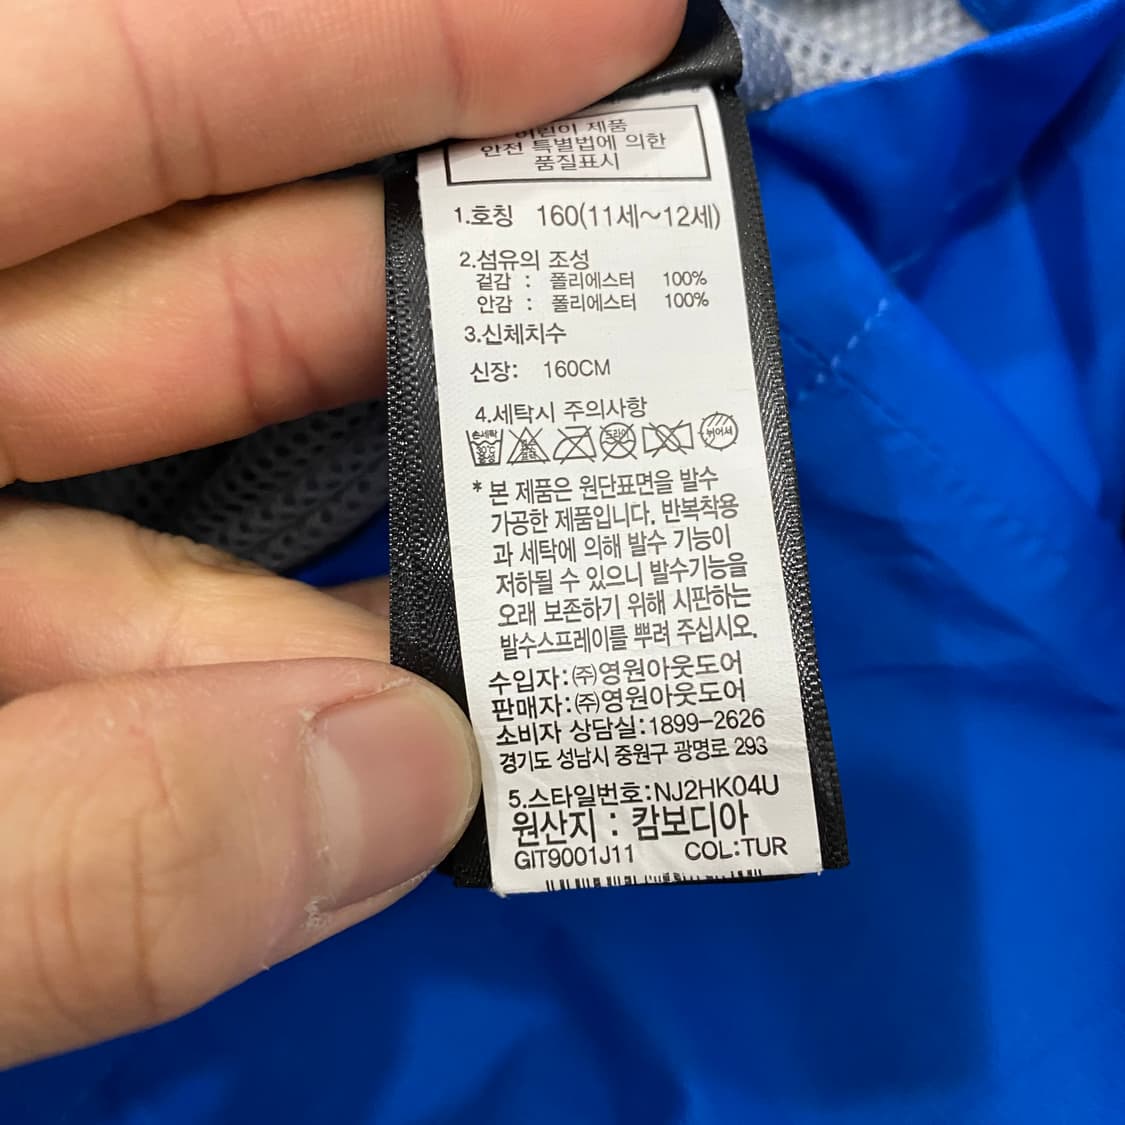 어린이 제품
안전 특별법에 의한
품질표시
1.호칭 160(11세~12세)
2.섬유의 조성
겉감 : 폴리에스터 100%
안감 : 폴리에스터 100%
3.신체치수
신장: 160CM
4.세탁시 주의사항
손세탁 드라이 뉘어서
* 본 제품은 원단표면을 발수
가공한 제품입니다. 반복착용
과 세탁에 의해 발수 기능이
저하될 수 있으니 발수기능을
오래 보존하기 위해 시판하는
발수스프레이를 뿌려 주십시오.
수입자:㈜영원아웃도어
판매자:㈜영원아웃도어
소비자 상담실:1899-2626
경기도 성남시 중원구 광명로 293
5.스타일번호:NJ2HK04U
원산지 : 캄보디아
GIT9001J11 COL:TUR